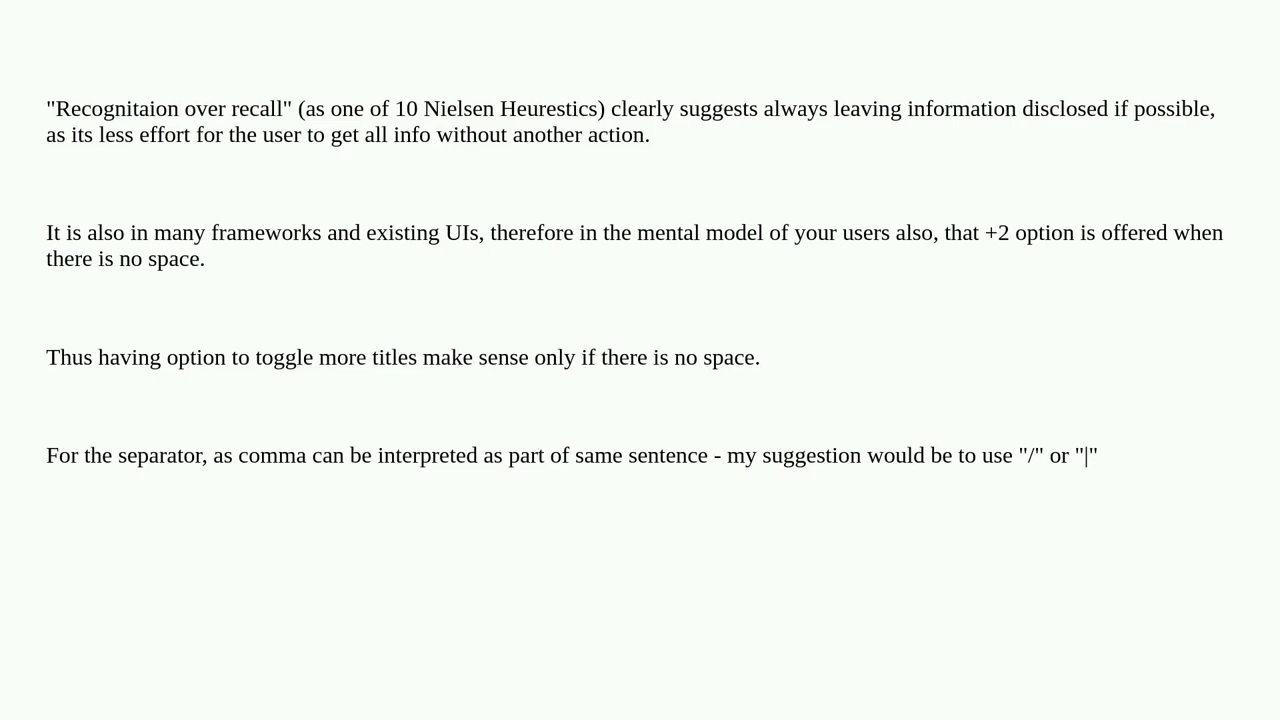 "Recognitaion over recall" (as one of 10 Nielsen Heurestics) clearly suggests always leaving information disclosed if possible,
as its less effort for the user to get all info without another action.
It is also in many frameworks and existing UIs, therefore in the mental model of your users also, that +2 option is offered when
there is no space.
Thus having option to toggle more titles make sense only if there is no space.
For the separator, as comma can be interpreted as part of same sentence - my suggestion would be to use "/" or "|"